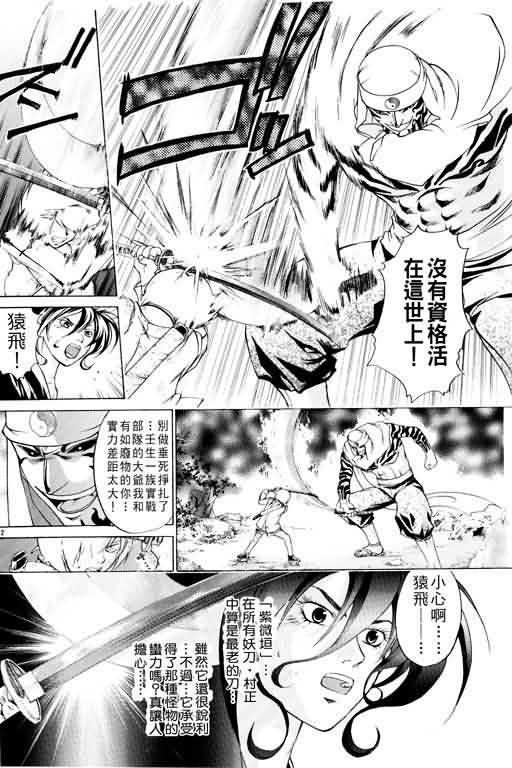 ドゴッ
沒有資格活
在這世上！
猿飛！
別做垂死掙扎了
…壬生一族實戰
部隊的大爺我和
有如廢物的你…
實力差距太大！
小心啊…
猿飛……
「紫微垣」…
在所有妖刀‧村正
中算是最老的刀…
雖然它還很銳利
…不過…它承受
得了那種怪物的
蠻力嗎？真讓人
擔心……
2